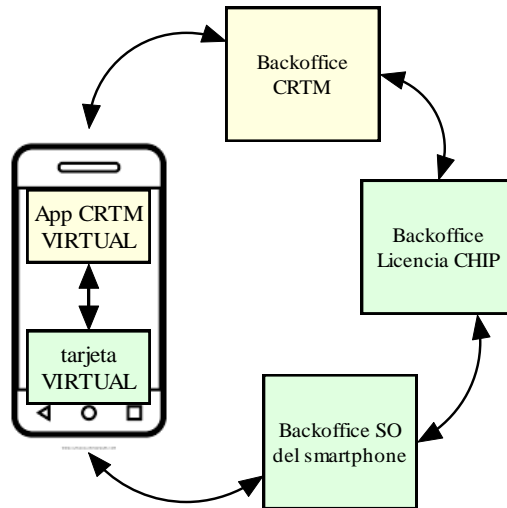 Backoffice
CRTM
App CRTM
VIRTUAL
Backoffice
Licencia CHIP
tarjeta
VIRTUAL
Backoffice SO
del smartphone